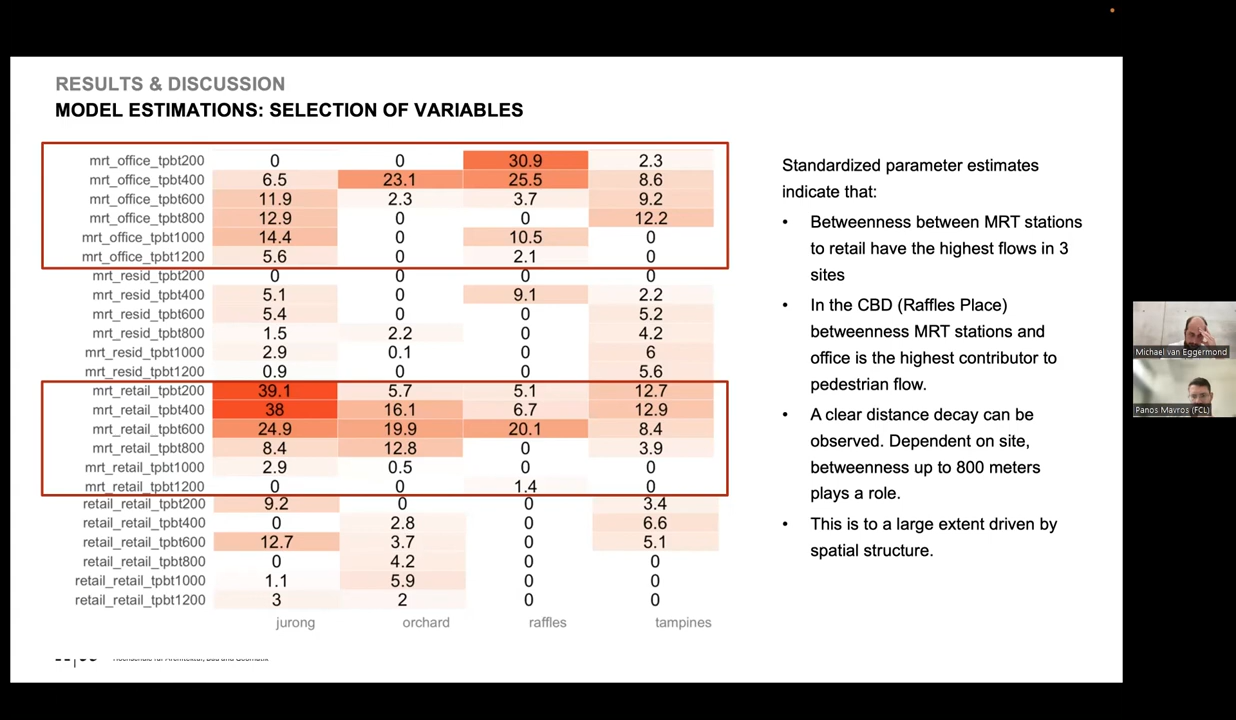 RESULTS & DISCUSSION
MODEL ESTIMATIONS: SELECTION OF VARIABLES
mrt_office_tpbt200 0 0 30.9 2.3
mrt_office_tpbt400 6.5 23.1 25.5 8.6
mrt_office_tpbt600 11.9 2.3 3.7 9.2
mrt_office_tpbt800 12.9 0 0 12.2
mrt_office_tpbt1000 14.4 0 10.5 0
mrt_office_tpbt1200 5.6 0 2.1 0
mrt_resid_tpbt200 0 0 0 0
mrt_resid_tpbt400 5.1 0 9.1 2.2
mrt_resid_tpbt600 5.4 0 0 5.2
mrt_resid_tpbt800 1.5 2.2 0 4.2
mrt_resid_tpbt1000 2.9 0.1 0 6
mrt_resid_tpbt1200 0.9 0 0 5.6
mrt_retail_tpbt200 39.1 5.7 5.1 12.7
mrt_retail_tpbt400 38 16.1 6.7 12.9
mrt_retail_tpbt600 24.9 19.9 20.1 8.4
mrt_retail_tpbt800 8.4 12.8 0 3.9
mrt_retail_tpbt1000 2.9 0.5 0 0
mrt_retail_tpbt1200 0 0 1.4 0
retail_retail_tpbt200 9.2 0 0 3.4
retail_retail_tpbt400 0 2.8 0 6.6
retail_retail_tpbt600 12.7 3.7 0 5.1
retail_retail_tpbt800 0 4.2 0 0
retail_retail_tpbt1000 1.1 5.9 0 0
retail_retail_tpbt1200 3 2 0 0
jurong orchard raffles tampines
Standardized parameter estimates
indicate that:
• Betweenness between MRT stations
to retail have the highest flows in 3
sites
• In the CBD (Raffles Place)
betweenness MRT stations and
office is the highest contributor to
pedestrian flow.
• A clear distance decay can be
observed. Dependent on site,
betweenness up to 800 meters
plays a role.
• This is to a large extent driven by
spatial structure.
Michael van Eggermond
Panos Mavros (FCL)